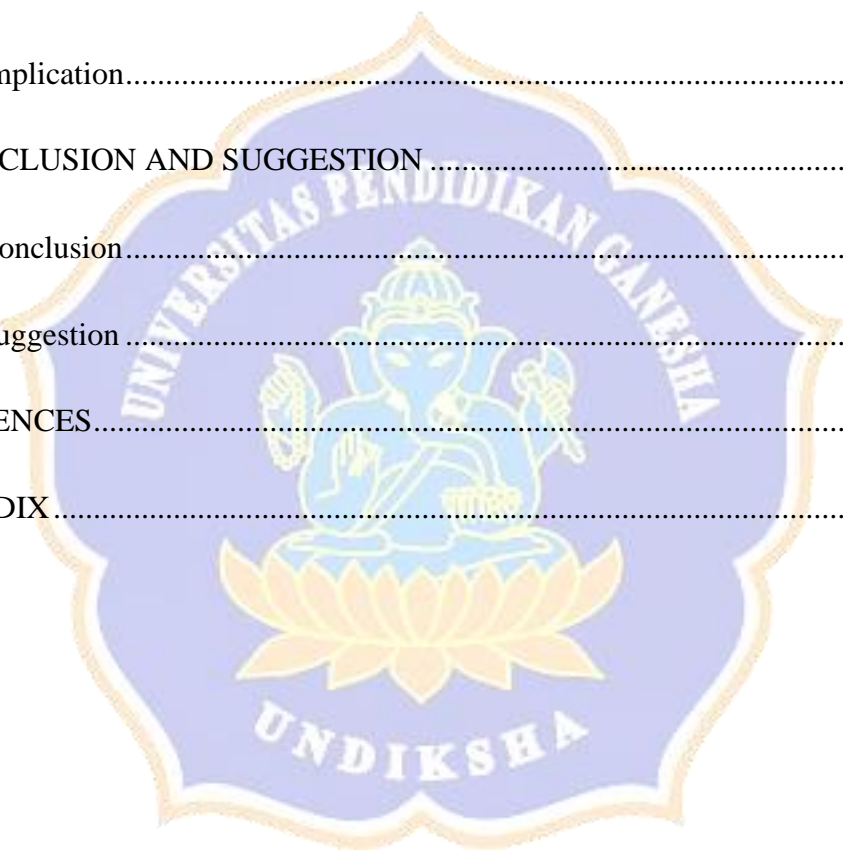 mplication....................................................................................................
CLUSION AND SUGGESTION ..........................................................
UNIVERSITAS PENDIDIKAN GANESHA
onclusion....................................................................................................
uggestion ...................................................................................................
ENCES........................................................................................................
DIX..............................................................................................................
UNDIKSHA